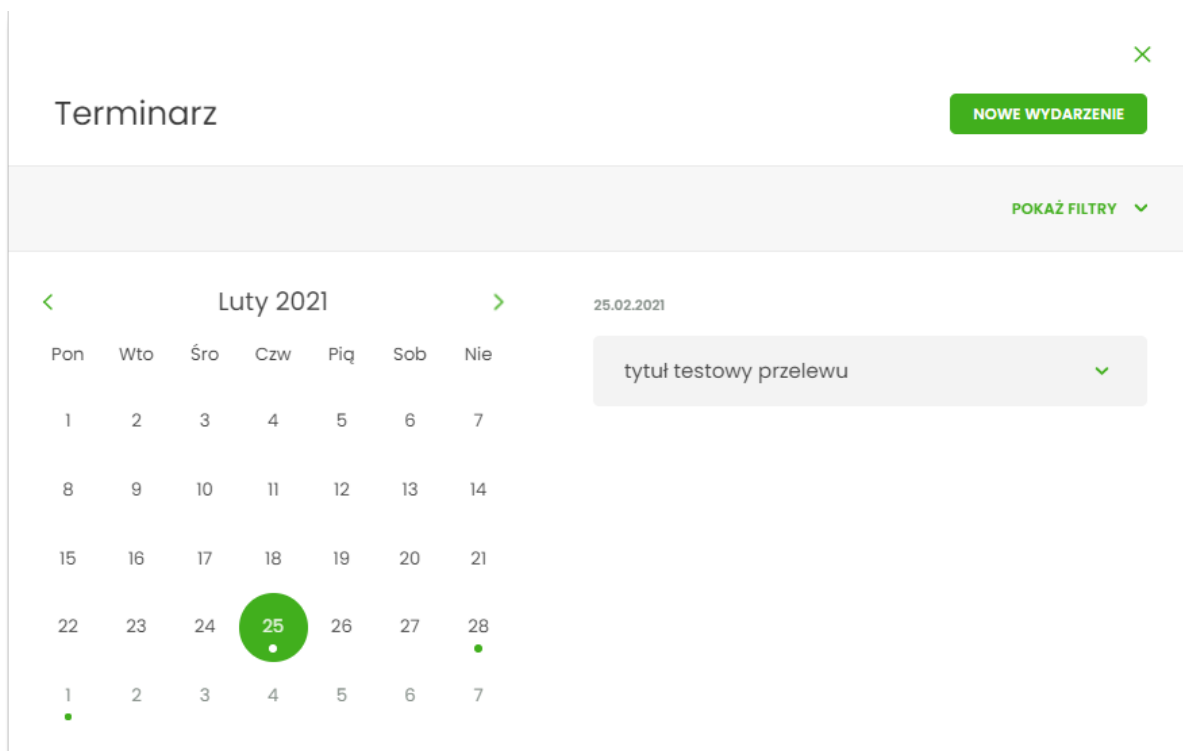 Terminarz
NOWE WYDARZENIE
POKAŻ FILTRY
Luty 2021
Pon Wto Śro Czw Pią Sob Nie
1 2 3 4 5 6 7
8 9 10 11 12 13 14
15 16 17 18 19 20 21
22 23 24 25 26 27 28
1 2 3 4 5 6 7
25.02.2021
tytuł testowy przelewu